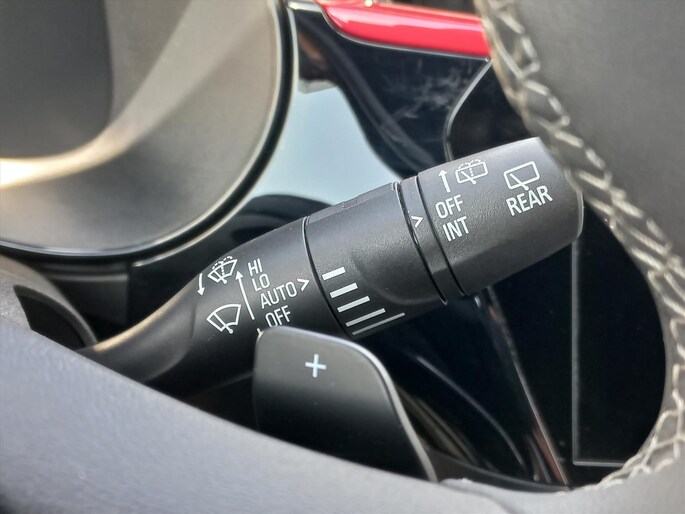 HI
LO
AUTO >
OFF
>
OFF
INT
REAR
+